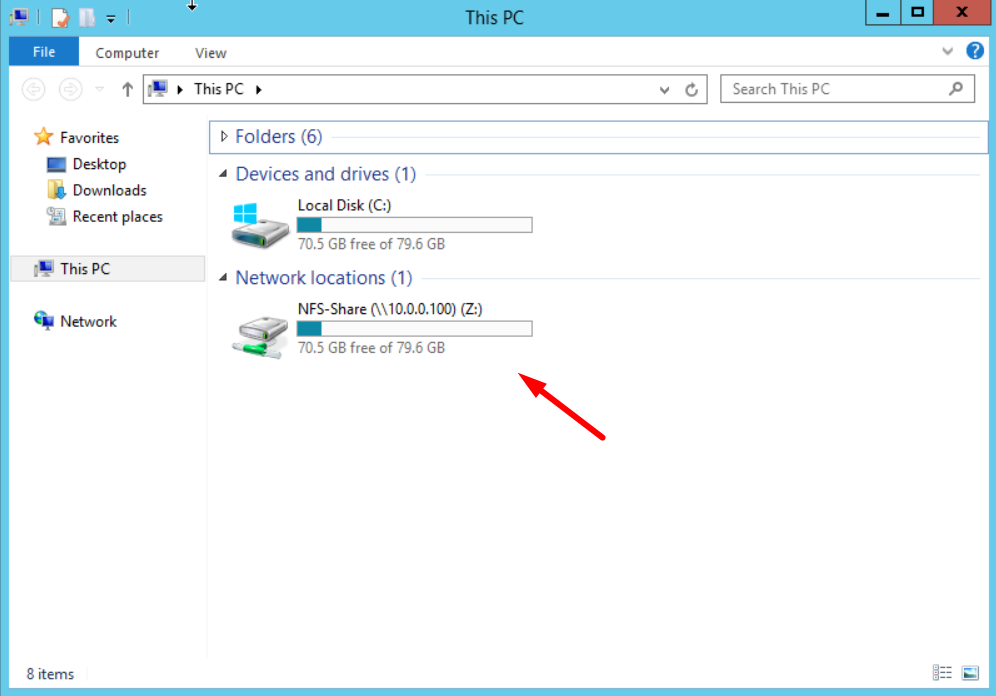 This PC
File
Computer
View
This PC
Search This PC
Favorites
Desktop
Downloads
Recent places
This PC
Network
Folders (6)
Devices and drives (1)
Local Disk (C:)
70.5 GB free of 79.6 GB
Network locations (1)
NFS-Share (\\10.0.0.100) (Z:)
70.5 GB free of 79.6 GB
8 items